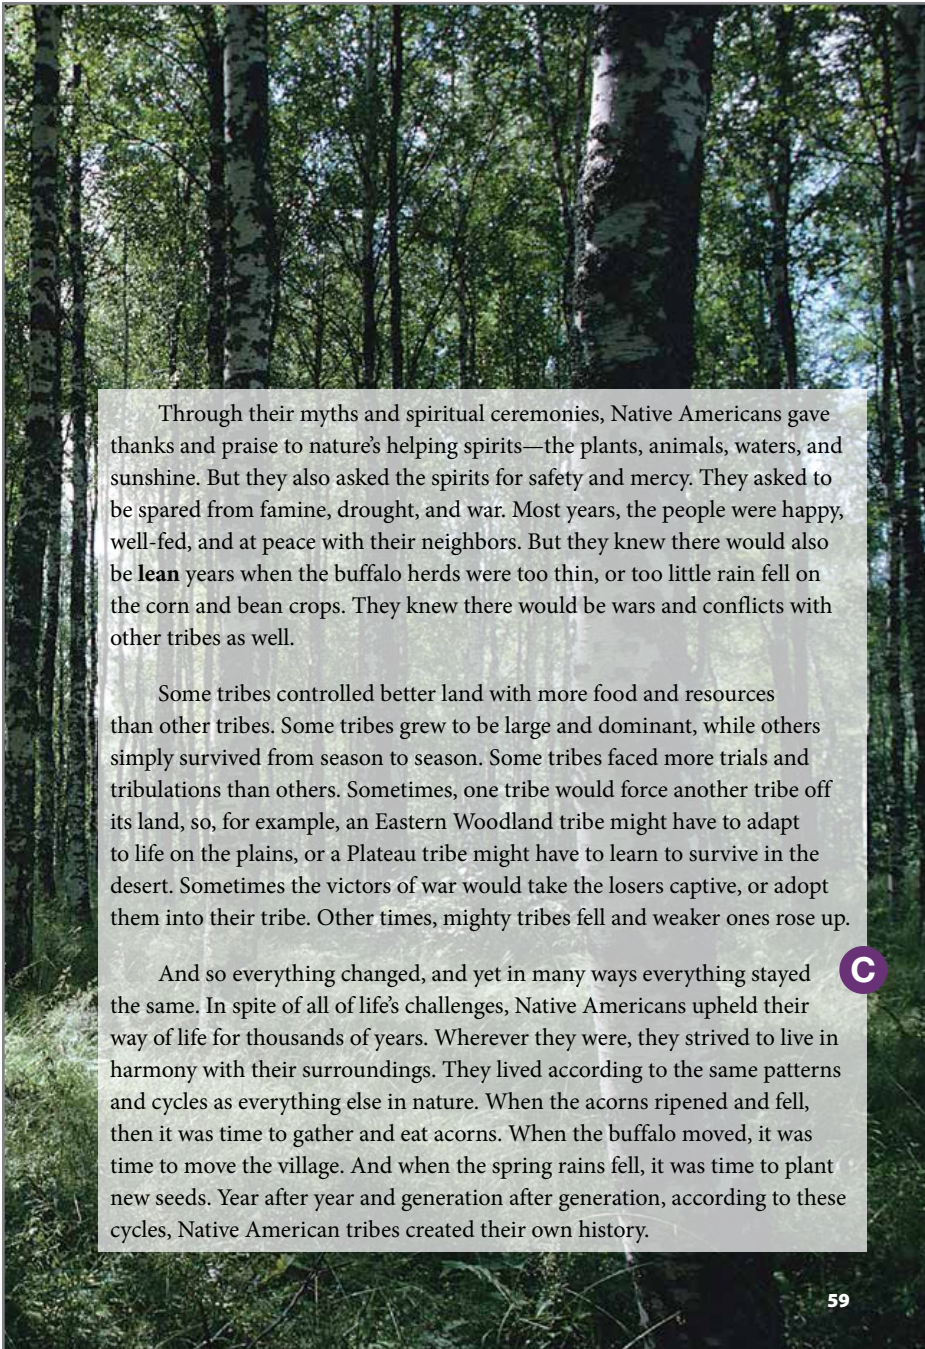 Through their myths and spiritual ceremonies, Native Americans gave
thanks and praise to nature’s helping spirits—the plants, animals, waters, and
sunshine. But they also asked the spirits for safety and mercy. They asked to
be spared from famine, drought, and war. Most years, the people were happy,
well-fed, and at peace with their neighbors. But they knew there would also
be lean years when the buffalo herds were too thin, or too little rain fell on
the corn and bean crops. They knew there would be wars and conflicts with
other tribes as well.
Some tribes controlled better land with more food and resources
than other tribes. Some tribes grew to be large and dominant, while others
simply survived from season to season. Some tribes faced more trials and
tribulations than others. Sometimes, one tribe would force another tribe off
its land, so, for example, an Eastern Woodland tribe might have to adapt
to life on the plains, or a Plateau tribe might have to learn to survive in the
desert. Sometimes the victors of war would take the losers captive, or adopt
them into their tribe. Other times, mighty tribes fell and weaker ones rose up.
And so everything changed, and yet in many ways everything stayed
C
the same. In spite of all of life’s challenges, Native Americans upheld their
way of life for thousands of years. Wherever they were, they strived to live in
harmony with their surroundings. They lived according to the same patterns
and cycles as everything else in nature. When the acorns ripened and fell,
then it was time to gather and eat acorns. When the buffalo moved, it was
time to move the village. And when the spring rains fell, it was time to plant
new seeds. Year after year and generation after generation, according to these
cycles, Native American tribes created their own history.
59